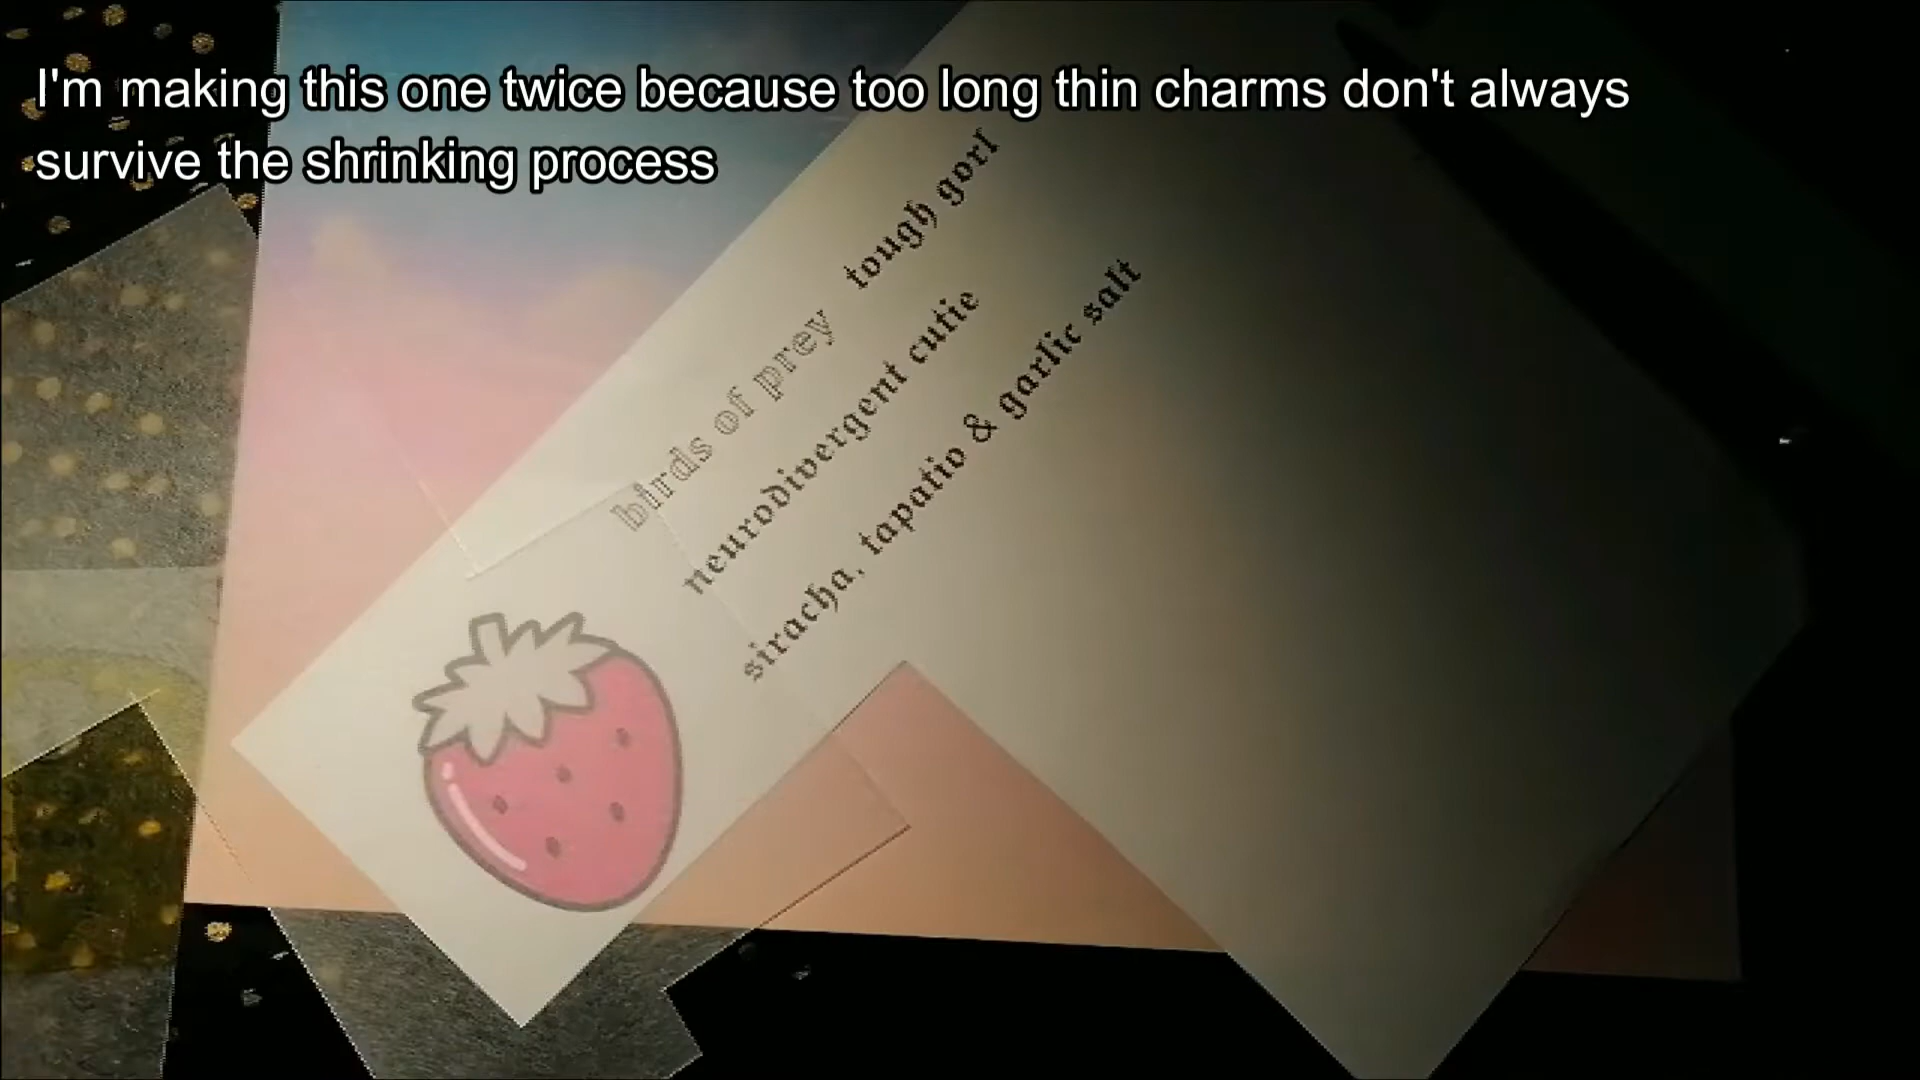 I'm making this one twice because too long thin charms don't always
survive the shrinking process
birds of prey tough gorl
neurodivergent cutie
siracha, tapatio & garlic salt